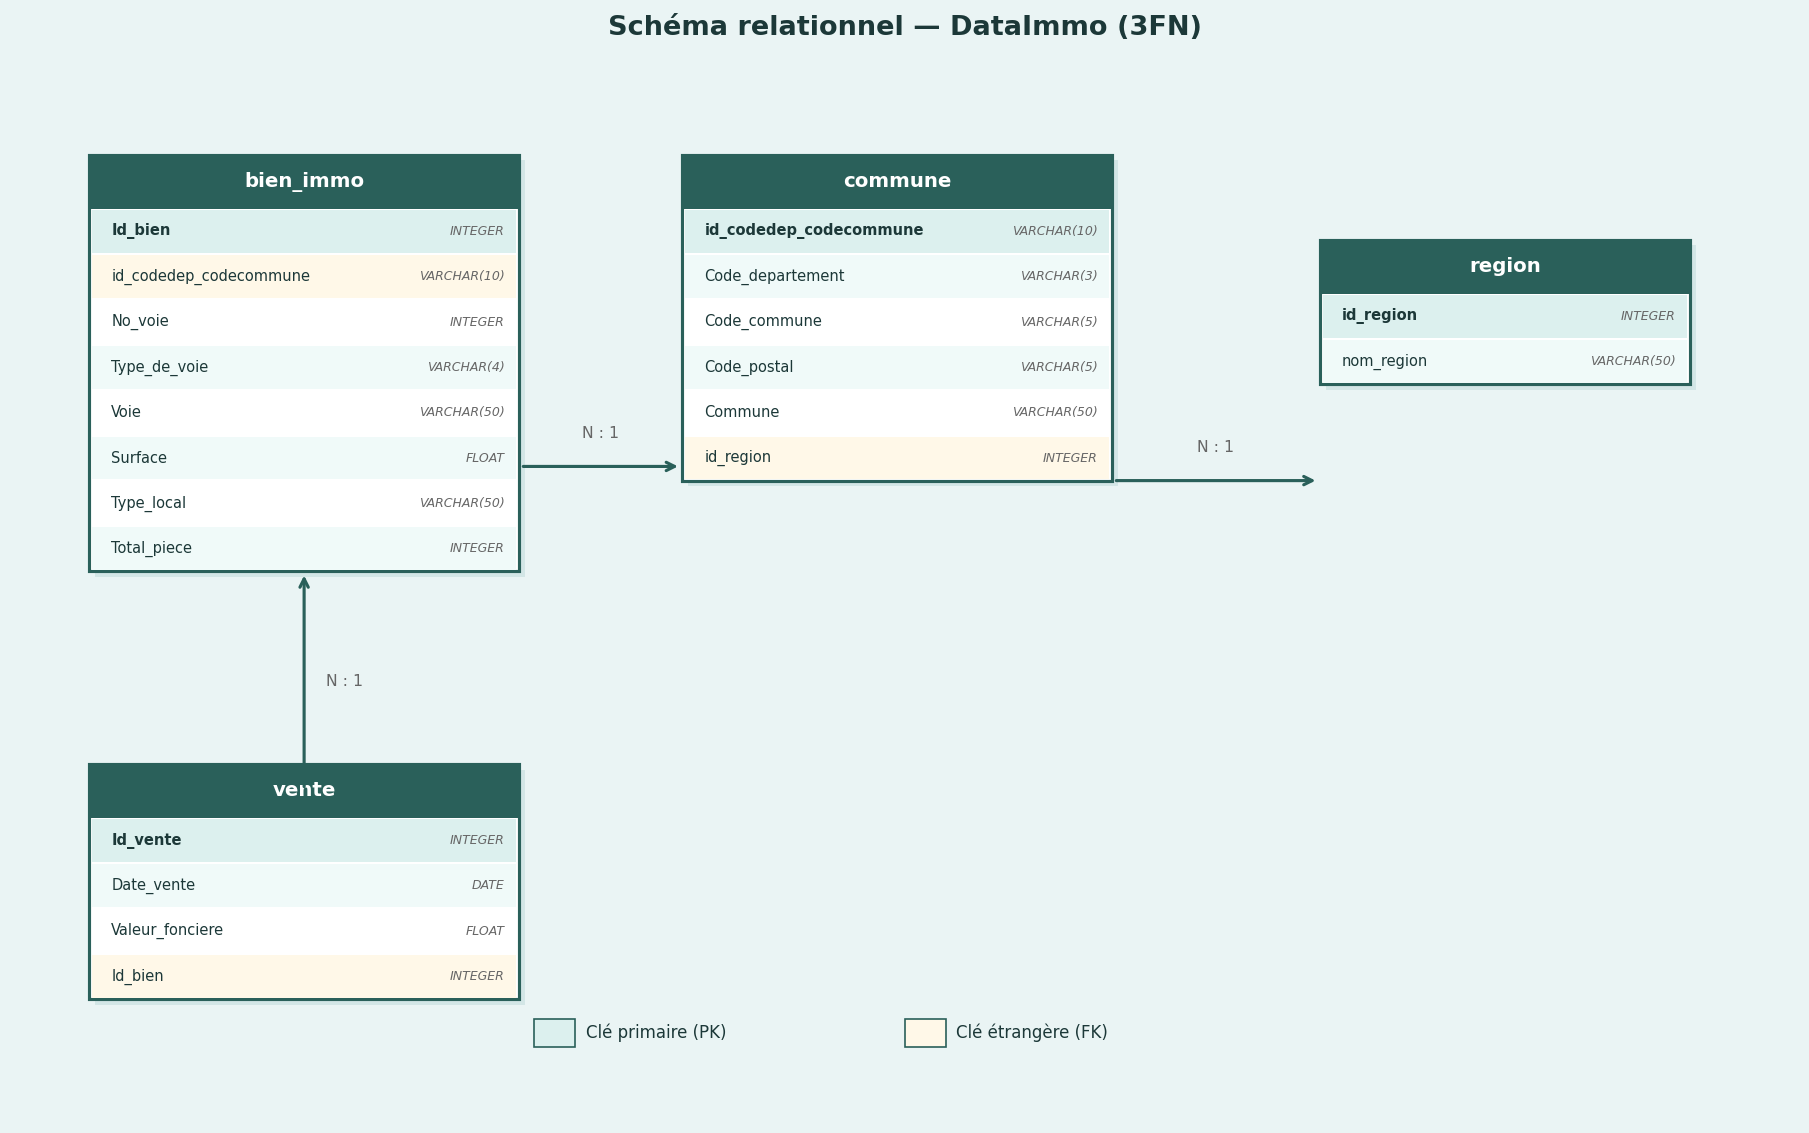 Schéma relationnel — DataImmo (3FN)
bien_immo
Id_bien INTEGER
id_codedep_codecommune VARCHAR(10)
No_voie INTEGER
Type_de_voie VARCHAR(4)
Voie VARCHAR(50)
Surface FLOAT
Type_local VARCHAR(50)
Total_piece INTEGER
N : 1
commune
id_codedep_codecommune VARCHAR(10)
Code_departement VARCHAR(3)
Code_commune VARCHAR(5)
Code_postal VARCHAR(5)
Commune VARCHAR(50)
id_region INTEGER
N : 1
region
id_region INTEGER
nom_region VARCHAR(50)
N : 1
vente
Id_vente INTEGER
Date_vente DATE
Valeur_fonciere FLOAT
Id_bien INTEGER
Clé primaire (PK)
Clé étrangère (FK)